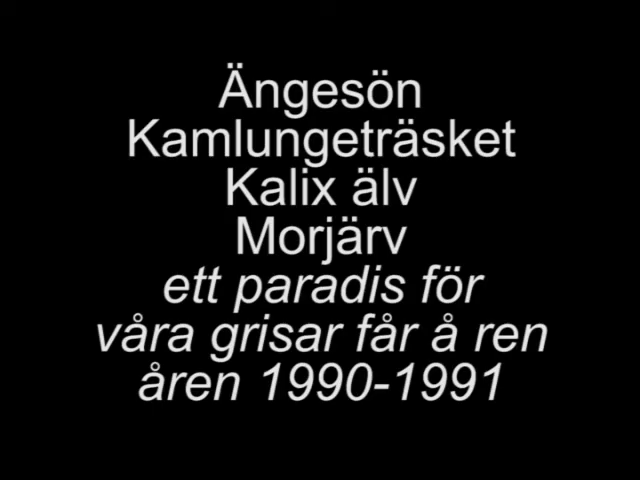 Ängesön
Kamlungeträsket
Kalix älv
Morjärv
ett paradis för
våra grisar får å ren
åren 1990-1991